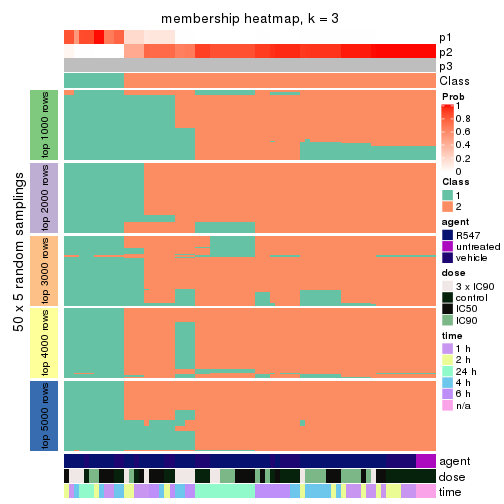 membership heatmap, k = 3
p1
p2
p3
Class
50 x 5 random samplings
top 1000 rows
top 2000 rows
top 3000 rows
top 4000 rows
top 5000 rows
agent
dose
time
Prob
1
0.8
0.6
0.4
0.2
0
Class
1
2
agent
R547
untreated
vehicle
dose
3 x IC90
control
IC50
IC90
time
1 h
2 h
24 h
4 h
6 h
n/a